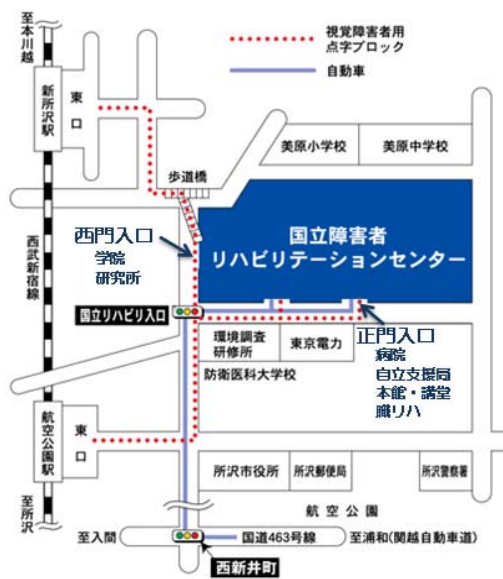 至本川越
視覚障害者用
点字ブロック
自動車
新所沢駅
東口
美原小学校
美原中学校
歩道橋
西門入口
学院
研究所
国立障害者
リハビリテーションセンター
西武新宿線
国立リハビリ入口
正門入口
病院
自立支援局
本館・講堂
職リハ
環境調査
研修所
東京電力
防衛医科大学校
航空公園駅
東口
所沢市役所
所沢郵便局
所沢警察署
至所沢
航空公園
至入間
国道463号線
至浦和(関越自動車道)
西新井町